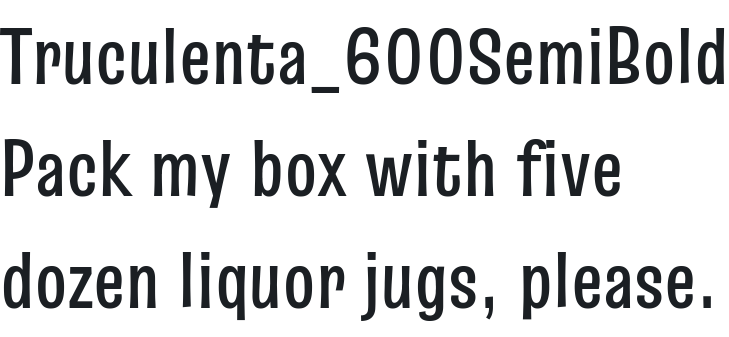 Truculenta_600SemiBold
Pack my box with five
dozen liquor jugs, please.